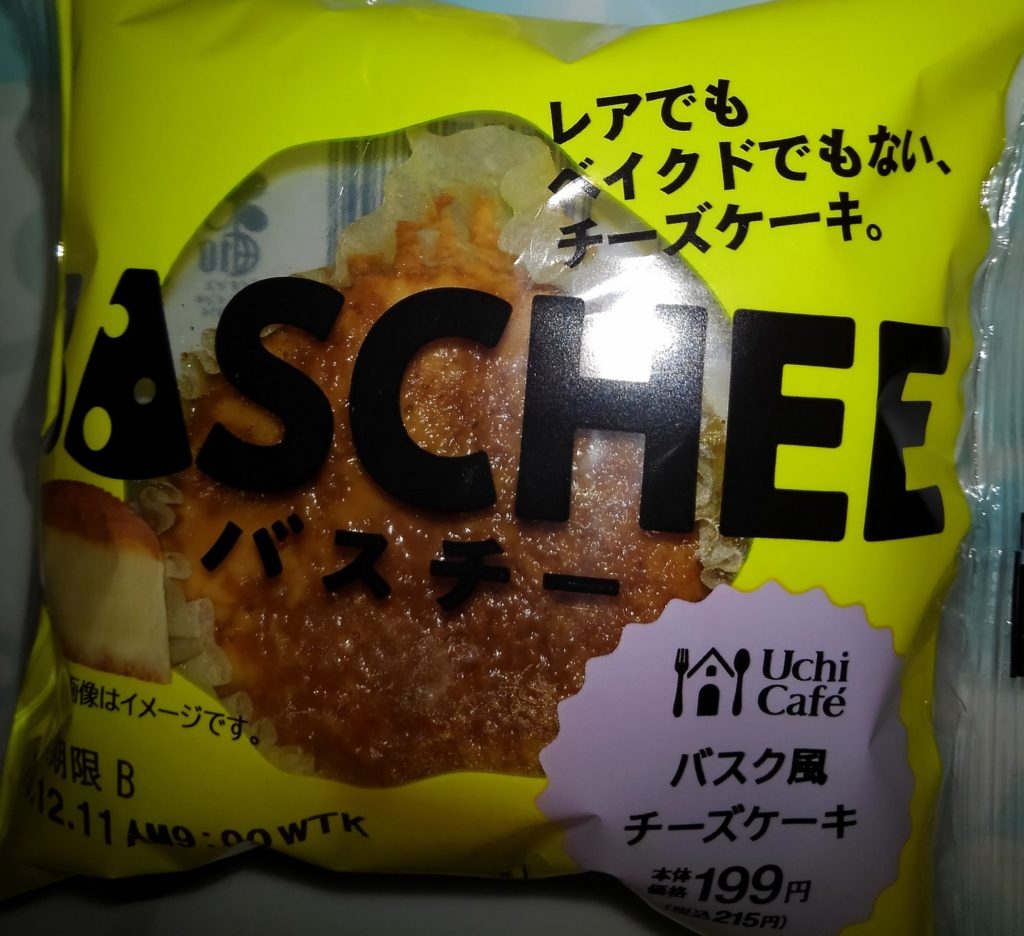 レアでも
ベイクドでもない、
チーズケーキ。
BASCHEE
バスチー
Uchi
Café
バスク風
チーズケーキ
画像はイメージです。
期限 B
.12.11 AM9:00 WTK
本体
価格 199円
(税込215円)